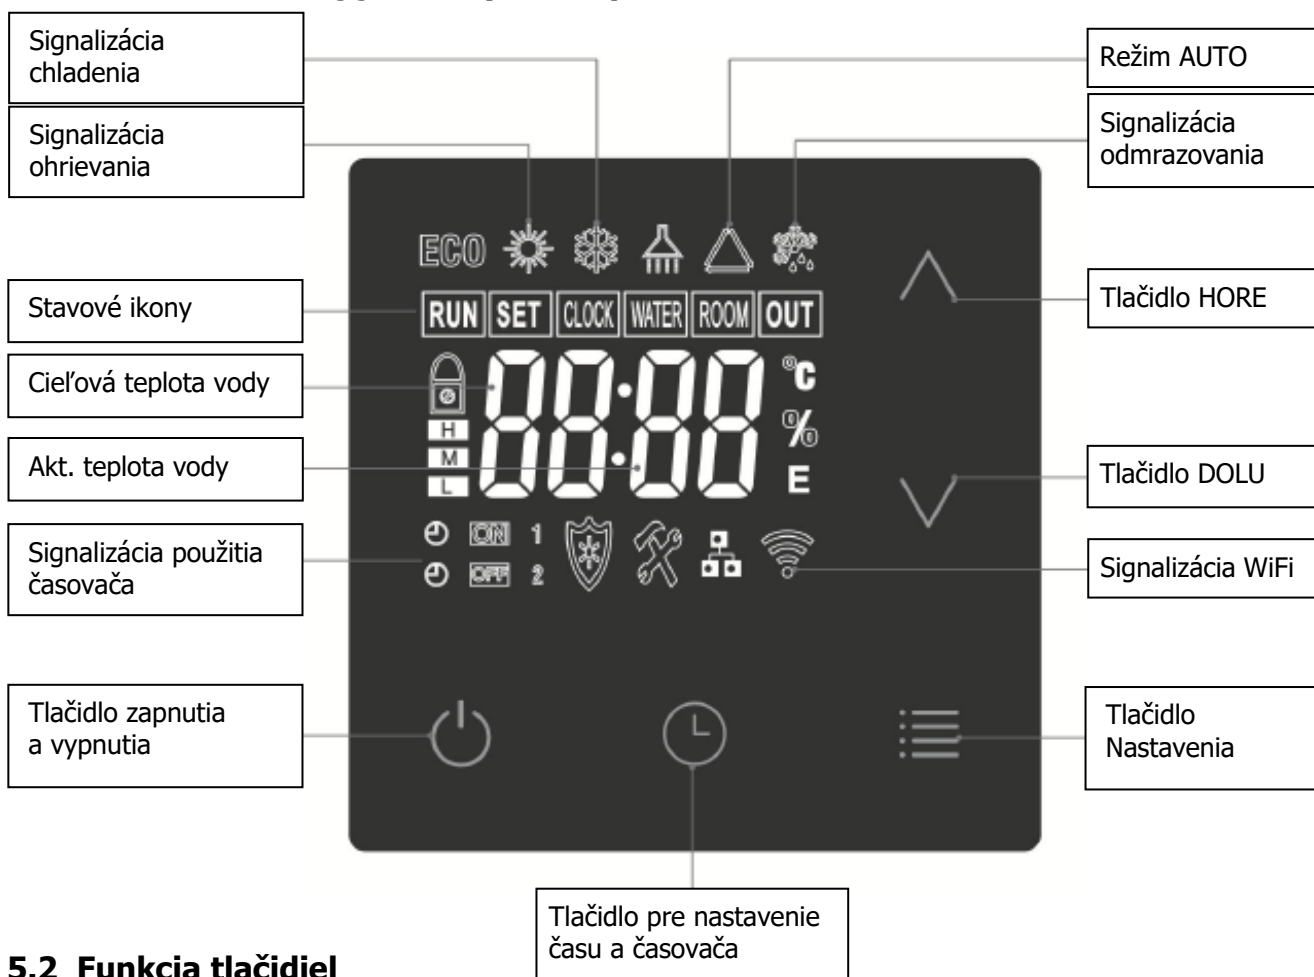 Signalizácia
chladenia
Signalizácia
ohrievania
Režim AUTO
Signalizácia
odmrazovania
ECO
Stavové ikony
RUN SET CLOCK WATER ROOM OUT
Tlačidlo HORE
Cieľová teplota vody
88:88 °C
%
E
H
M
L
Akt. teplota vody
Tlačidlo DOLU
Signalizácia použitia
časovača
ON 1
OFF 2
Signalizácia WiFi
Tlačidlo zapnutia
a vypnutia
Tlačidlo
Nastavenia
Tlačidlo pre nastavenie
času a časovača
5.2 Funkcia tlačidiel